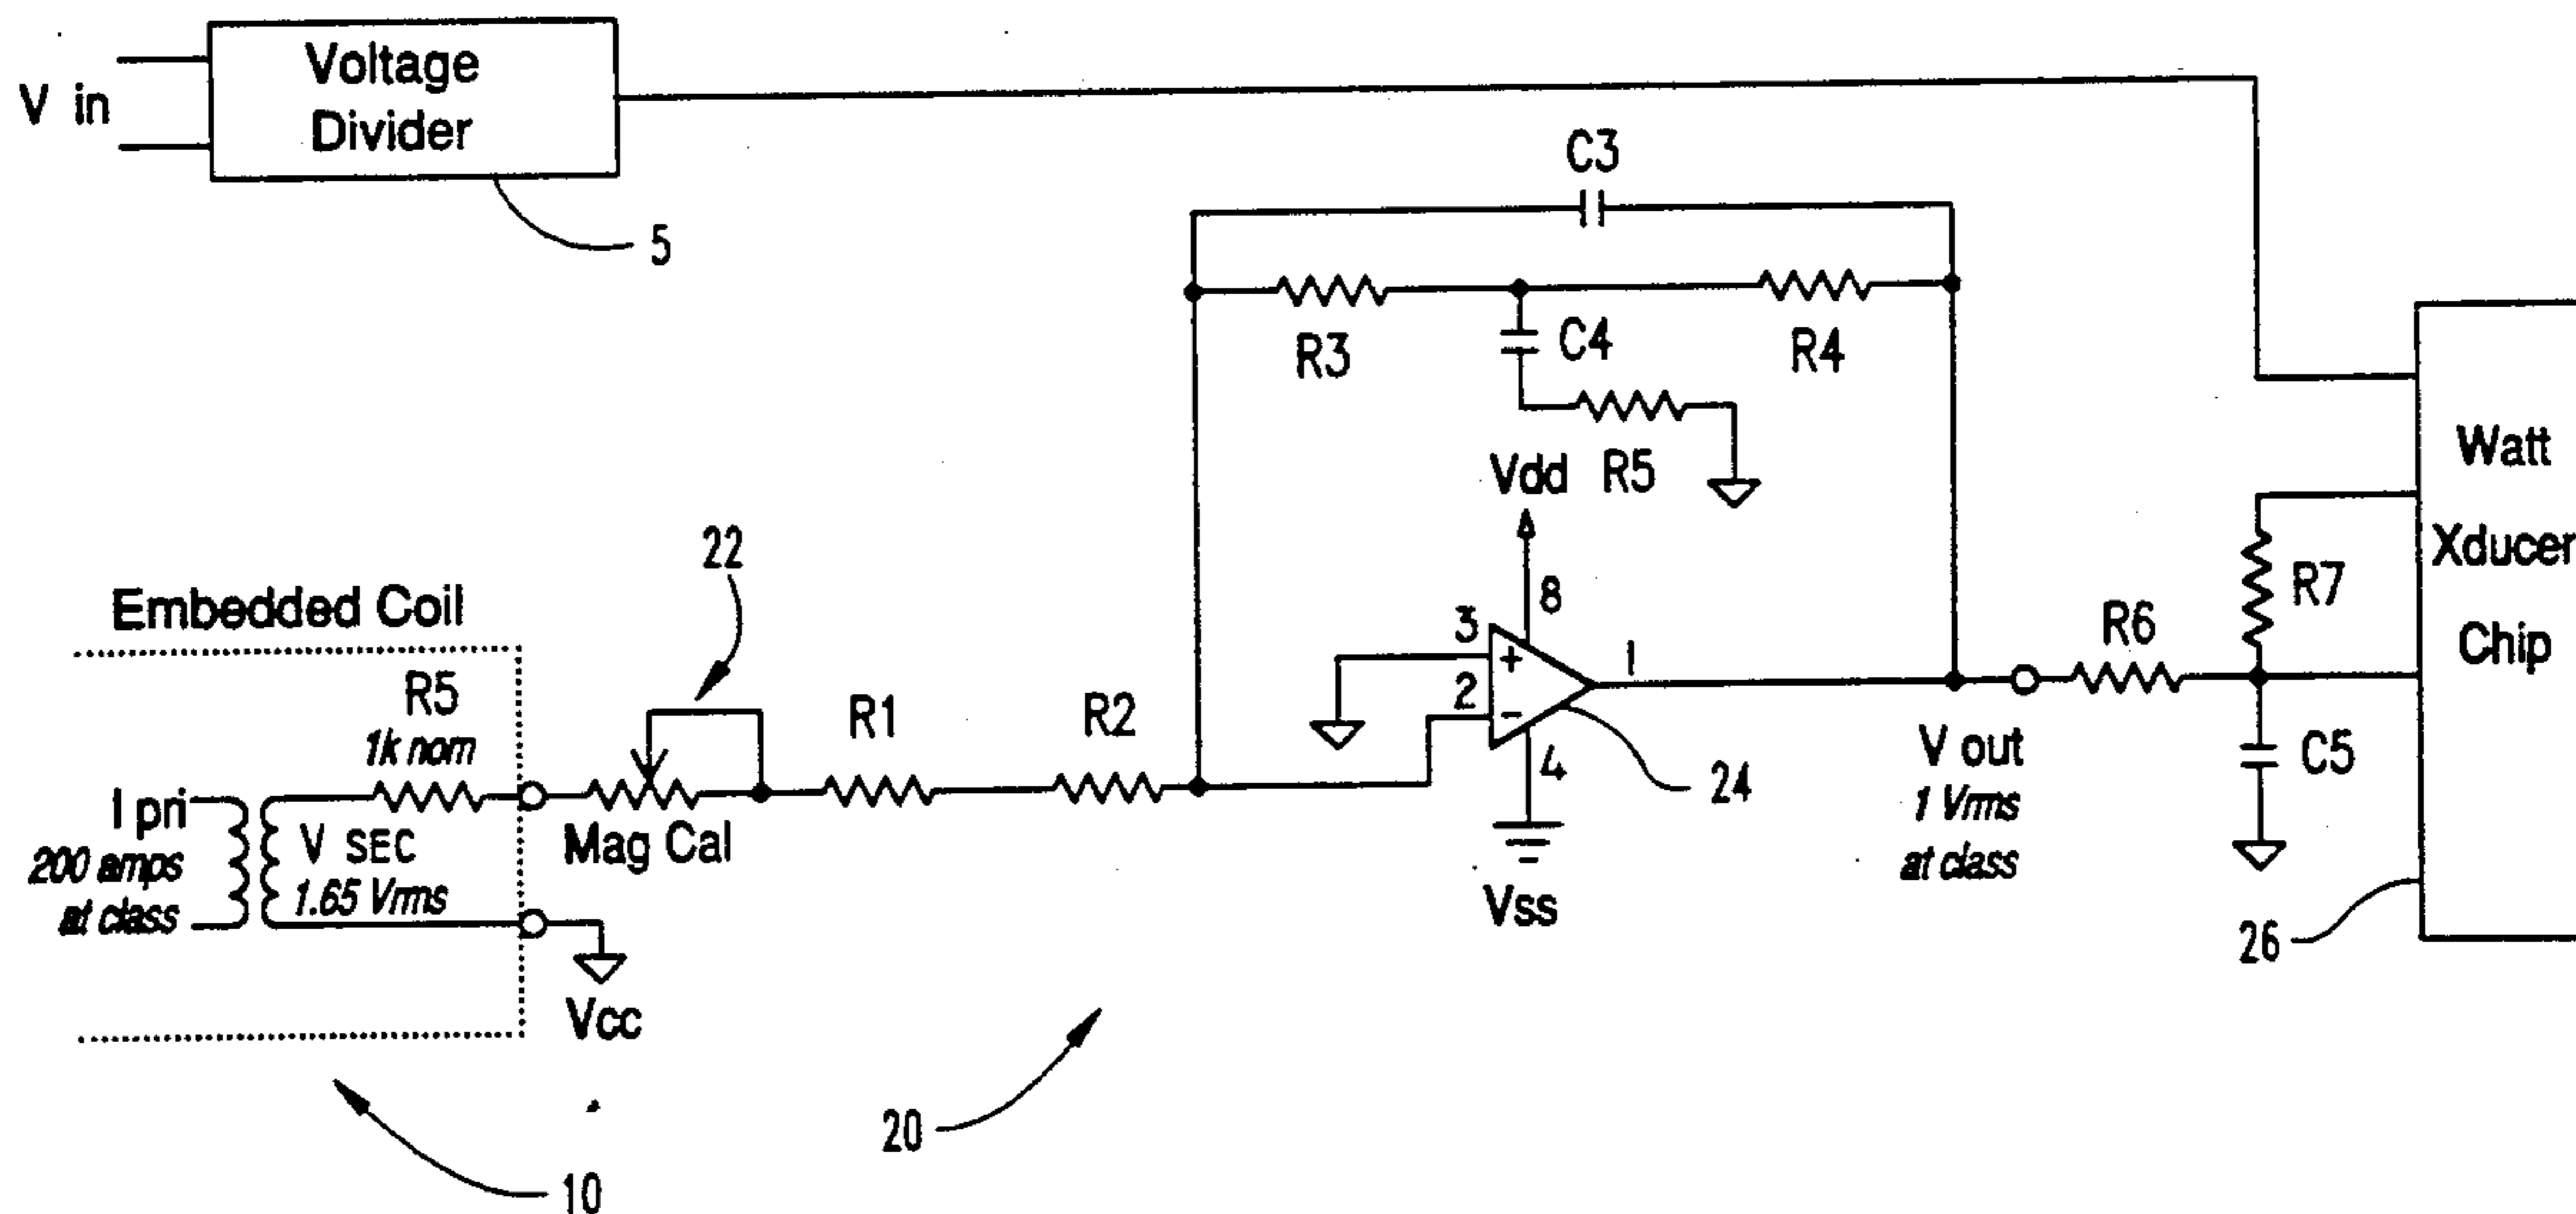 Voltage
Divider
V in
5
C3
R3
C4
R4
R5
Vdd
Watt
Xducer
Chip
22
8
3
+
2
-
1
4
24
Vss
R7
R6
C5
V out
1 Vrms
at class
26
Embedded Coil
R5
1k nom
R1
R2
I pri
200 amps
at class
V SEC
1.65 Vrms
Mag Cal
Vcc
20
10